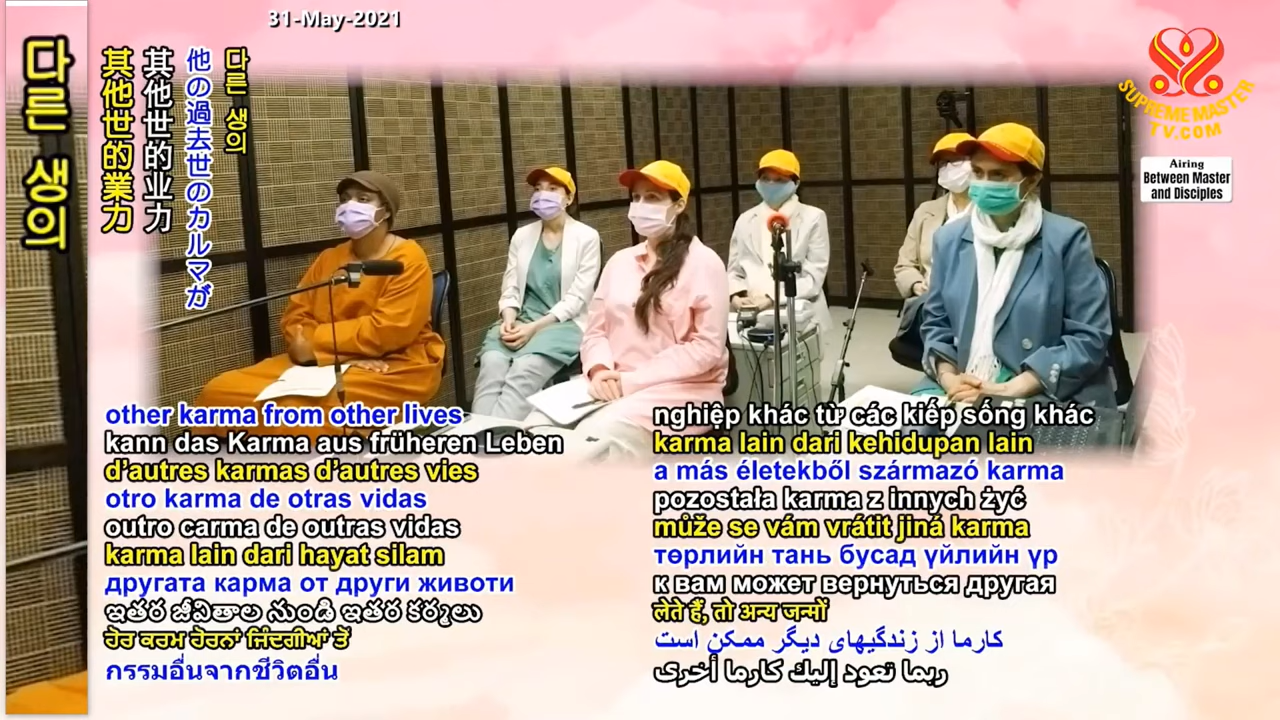 31-May-2021
다른 생의
其他世的業力
其他世的业力
他の過去世のカルマが
다른 생의
SUPREME MASTER
TV.COM
Airing
Between Master
and Disciples
other karma from other lives
kann das Karma aus früheren Leben
d’autres karmas d’autres vies
otro karma de otras vidas
outro carma de outras vidas
karma lain dari hayat silam
другата карма от други животи
ఇతర జీవితాల నుండి ఇతర కర్మలు
ਹੋਰ ਕਰਮ ਹੋਰਨਾਂ ਜਿੰਦਗੀਆਂ ਤੋਂ
กรรมอื่นจากชีวิตอื่น
nghiệp khác từ các kiếp sống khác
karma lain dari kehidupan lain
a más életekből származó karma
pozostała karma z innych żyć
může se vám vrátit jiná karma
төрлийн тань бусад үйлийн үр
к вам может вернуться другая
लेते हैं, तो अन्य जन्मों
کارما از زندگیهای دیگر ممکن است
ربما تعود إليك كارما أخرى